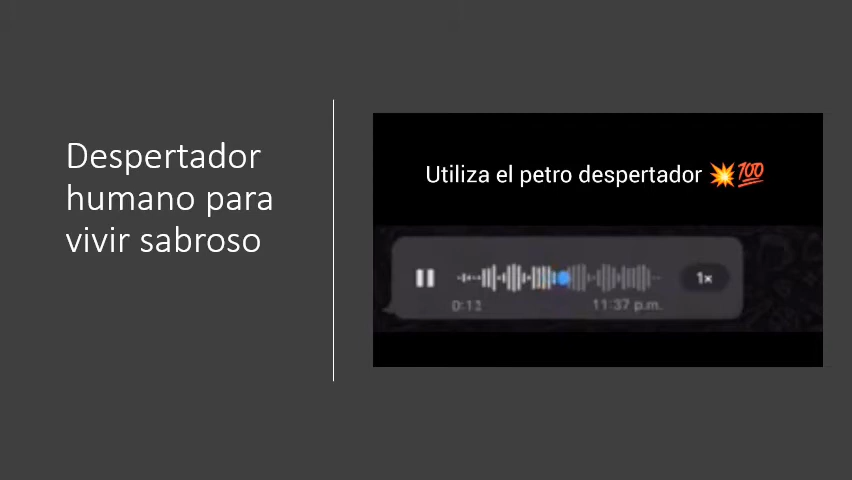 Despertador
humano para
vivir sabroso
Utiliza el petro despertador 💥💯
1×
0:12
11:37 p.m.